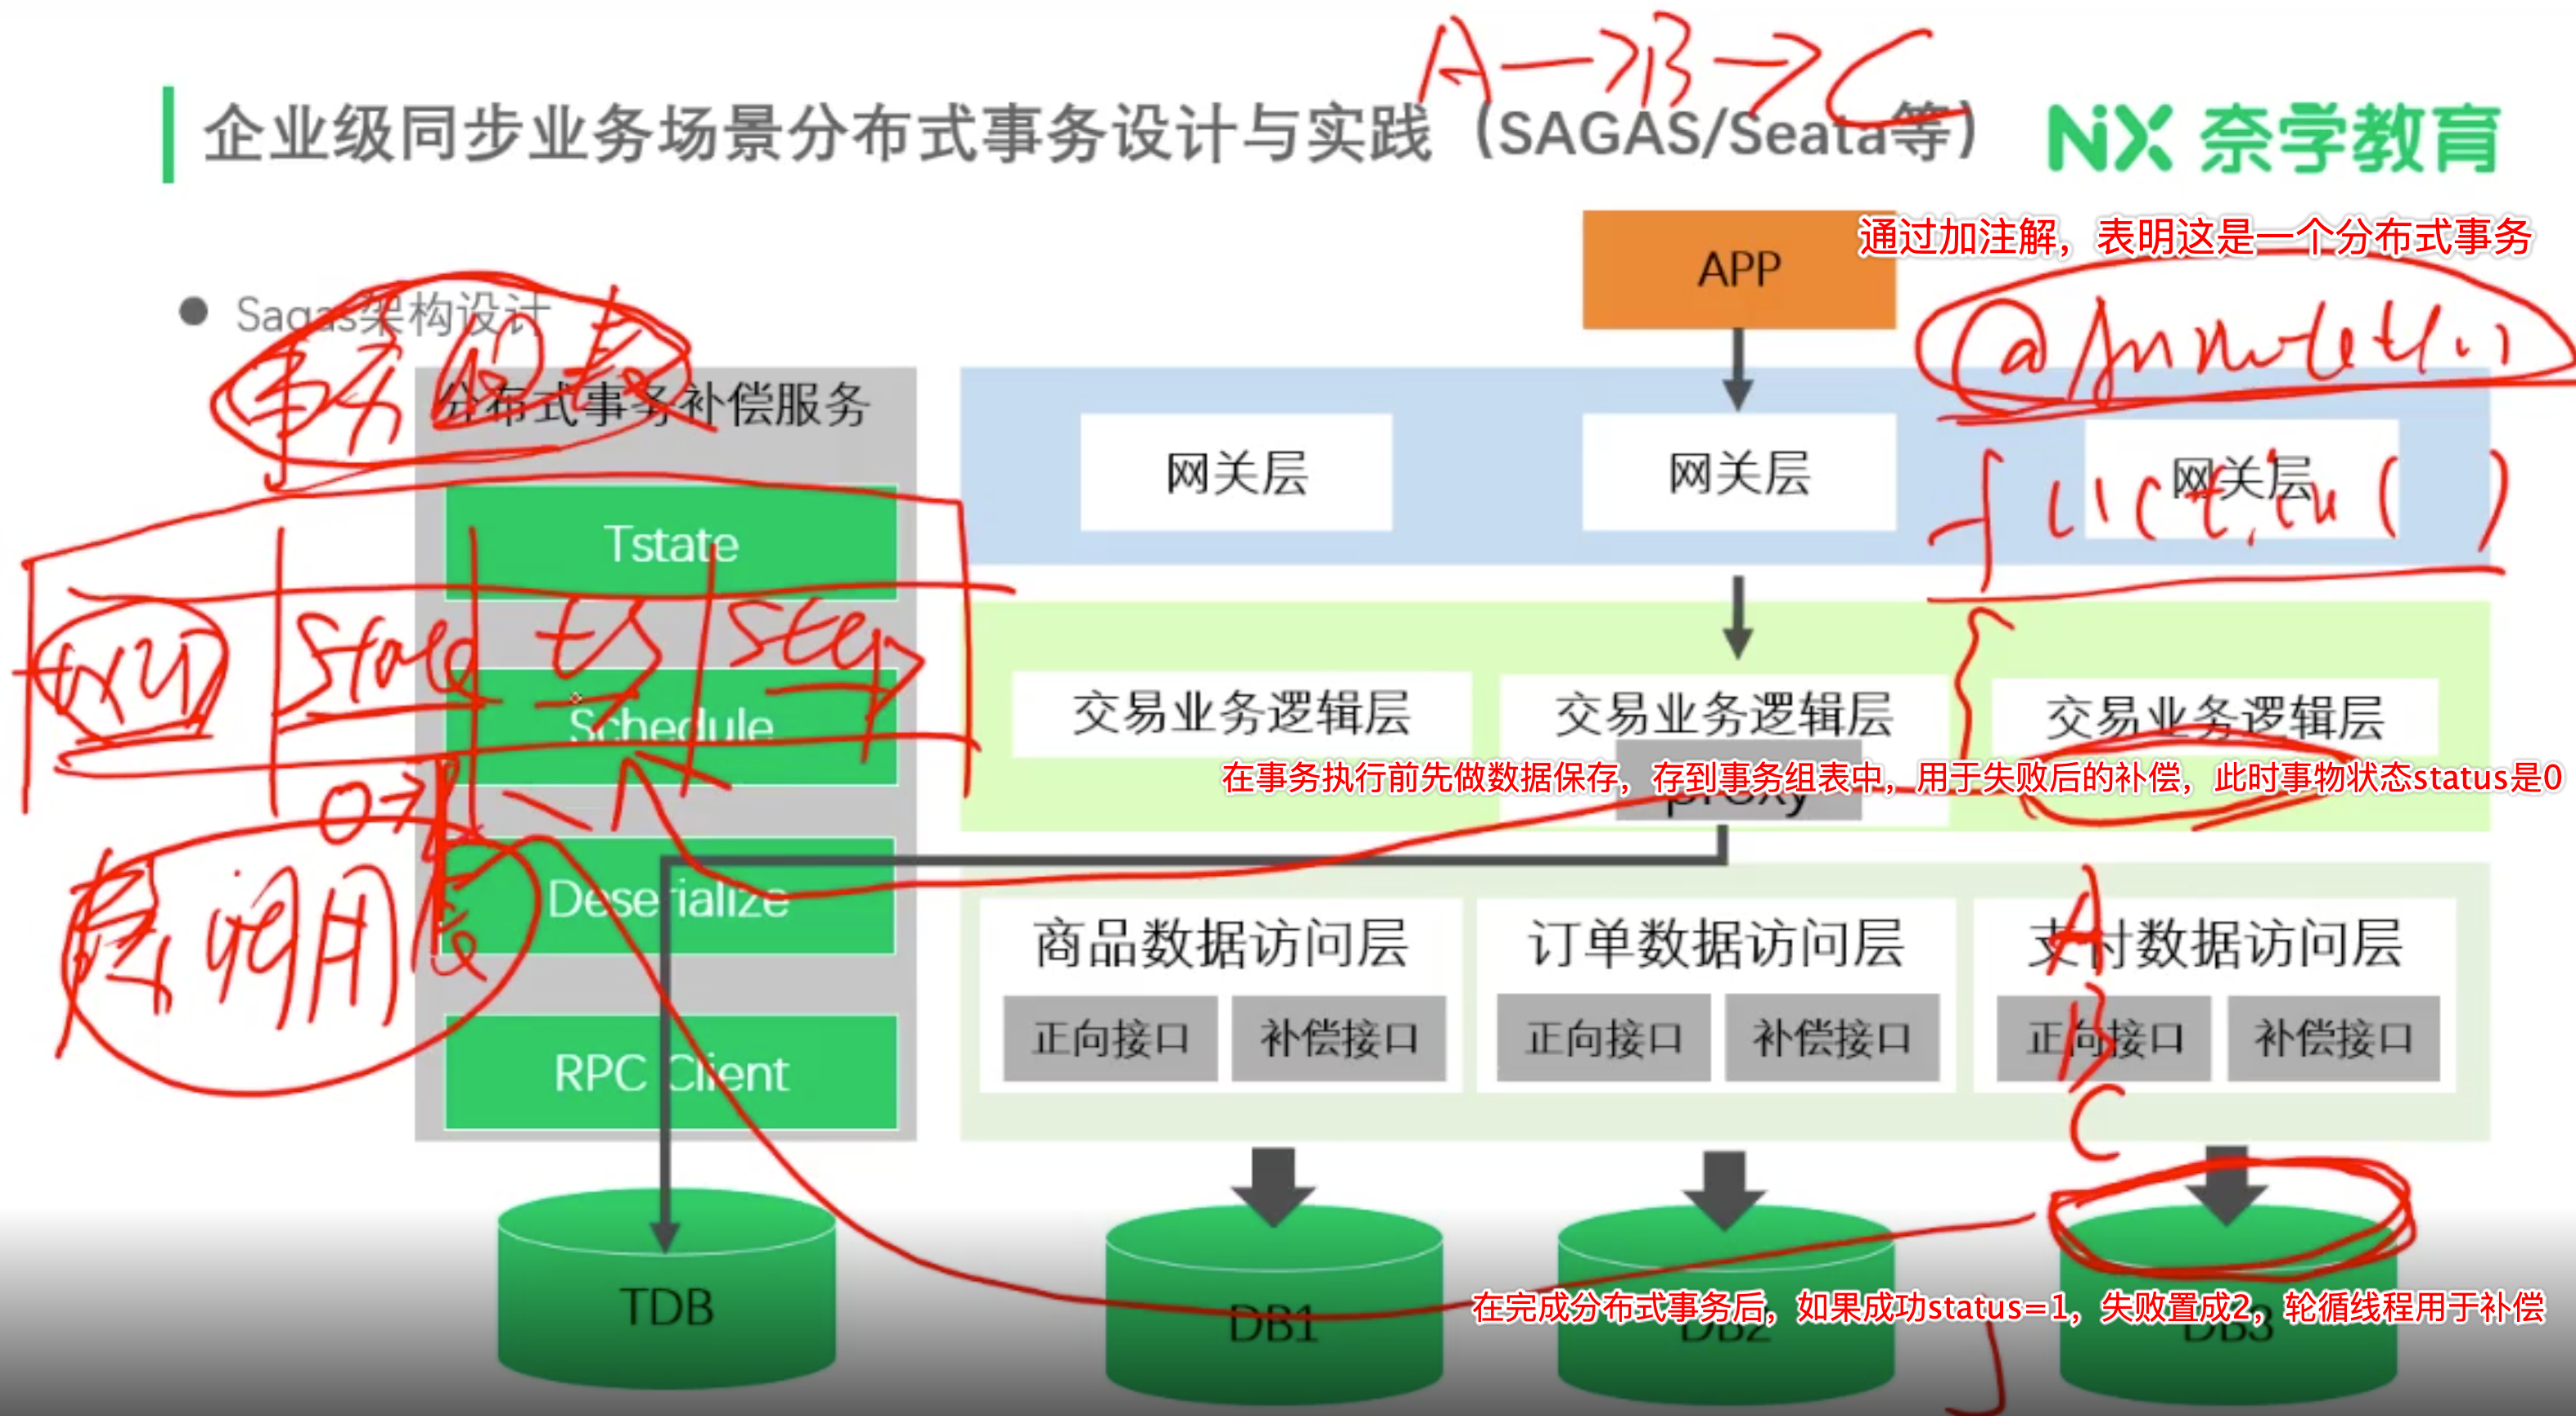 A→B→C
企业级同步业务场景分布式事务设计与实践（SAGAS/Seata等）
NX 奈学教育
通过加注解，表明这是一个分布式事务
APP
Sagas架构设计
事务组表
分布式事务补偿服务
网关层
网关层
网关层
Tstate
state
ts
step
Schedule
交易业务逻辑层
交易业务逻辑层
交易业务逻辑层
在事务执行前先做数据保存，存到事务组表中，用于失败后的补偿，此时事物状态status是0
proxy
Deserialize
商品数据访问层
订单数据访问层
支付数据访问层
A
正向接口
补偿接口
正向接口
补偿接口
正向接口
补偿接口
B
C
RPC Client
TDB
DB1
DB2
DB3
在完成分布式事务后，如果成功status=1，失败置成2，轮循线程用于补偿